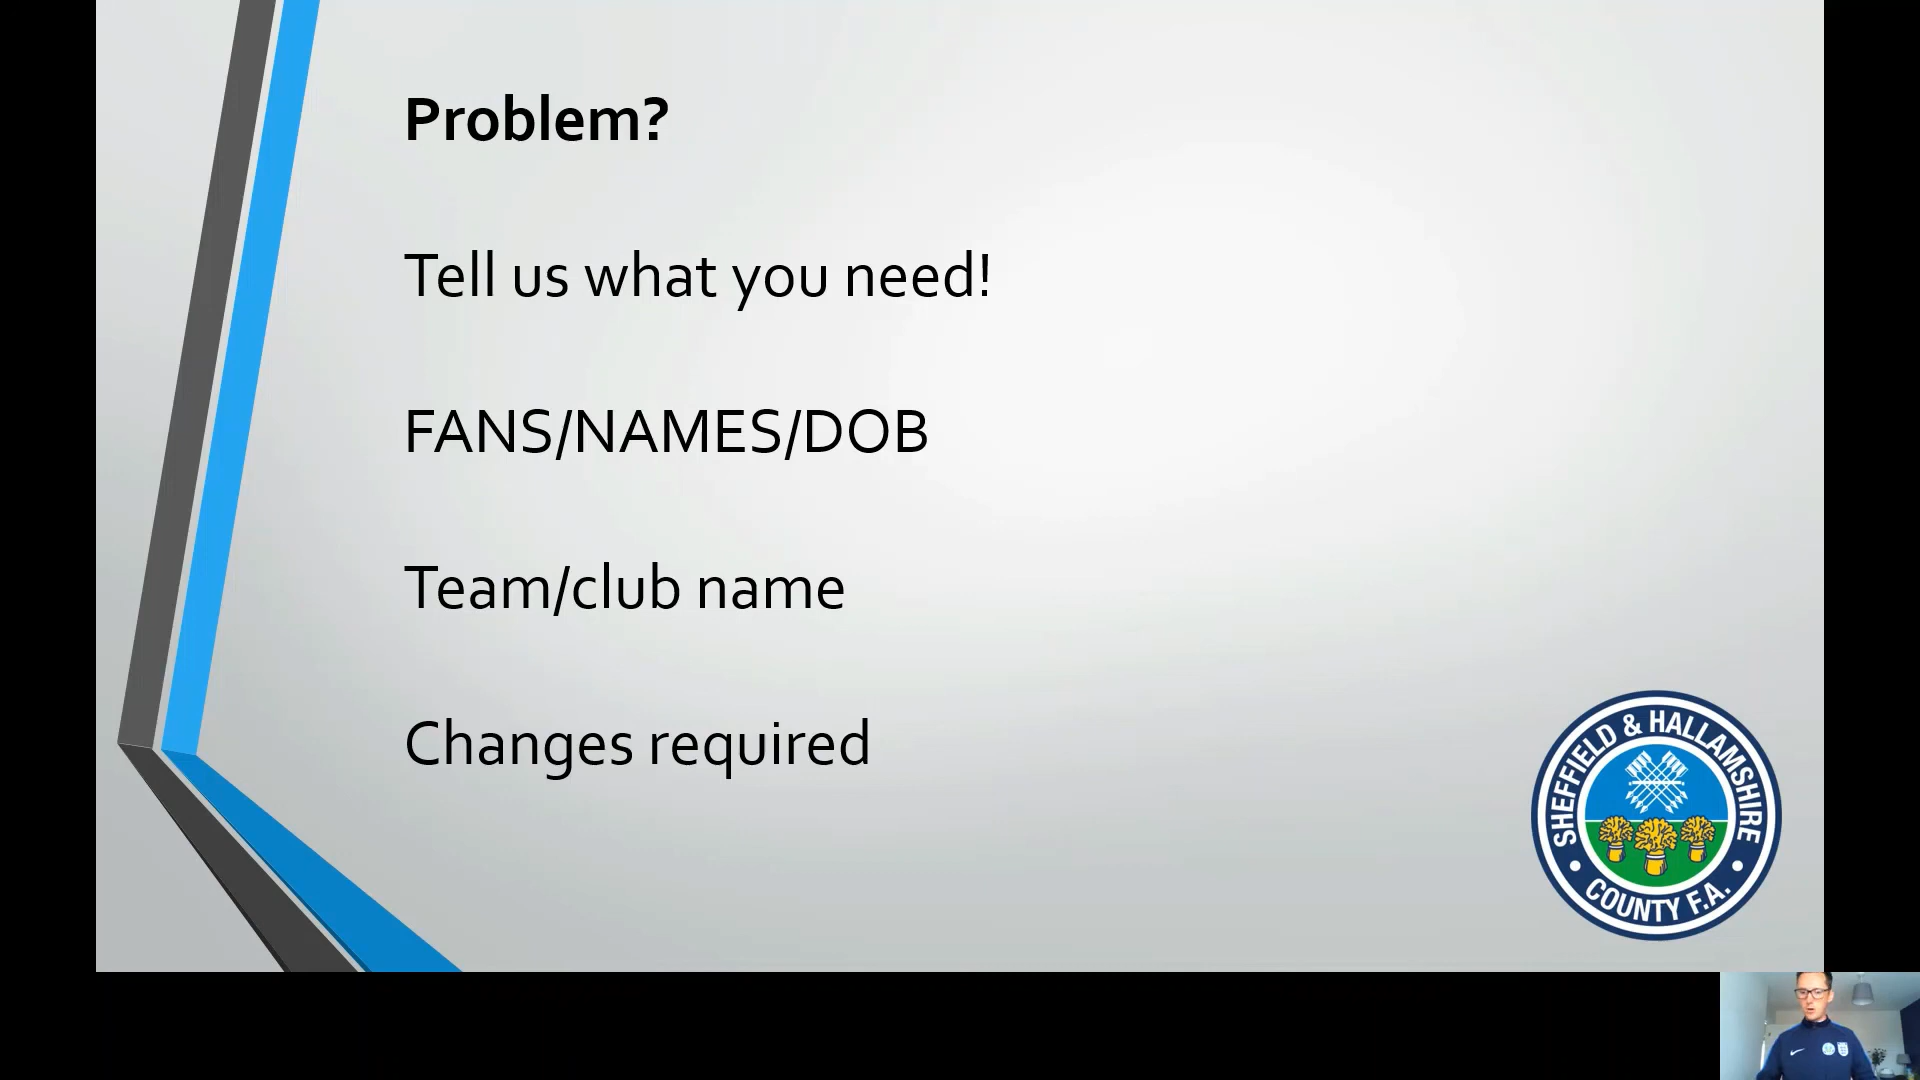 Problem?
Tell us what you need!
FANS/NAMES/DOB
Team/club name
Changes required
SHEFFIELD & HALLAMSHIRE
COUNTY F.A.